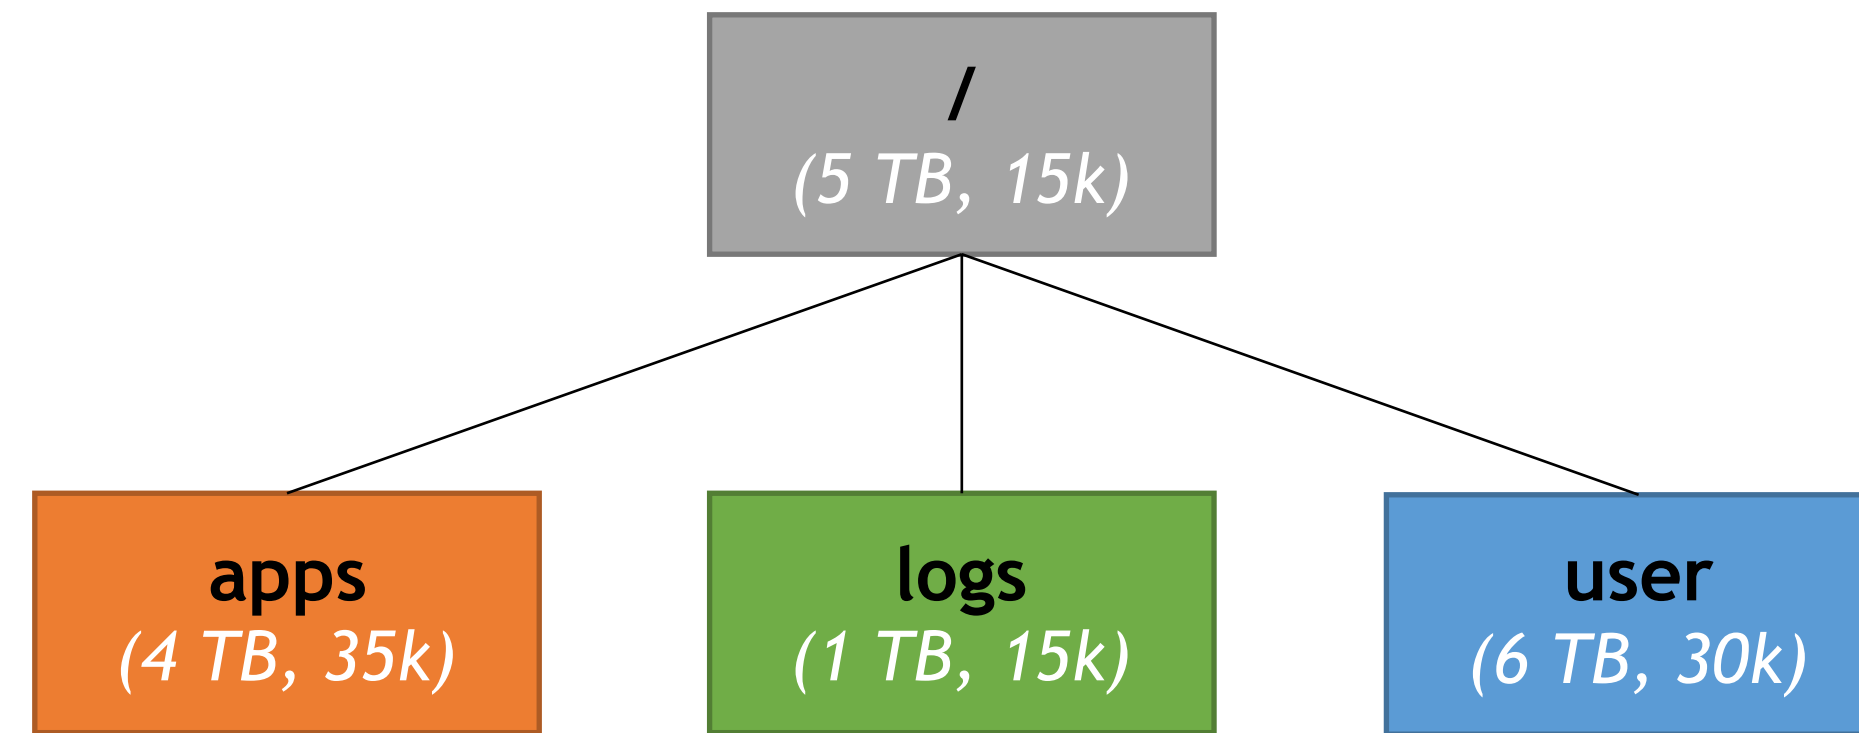 /
(5 TB, 15k)
apps
(4 TB, 35k)
logs
(1 TB, 15k)
user
(6 TB, 30k)